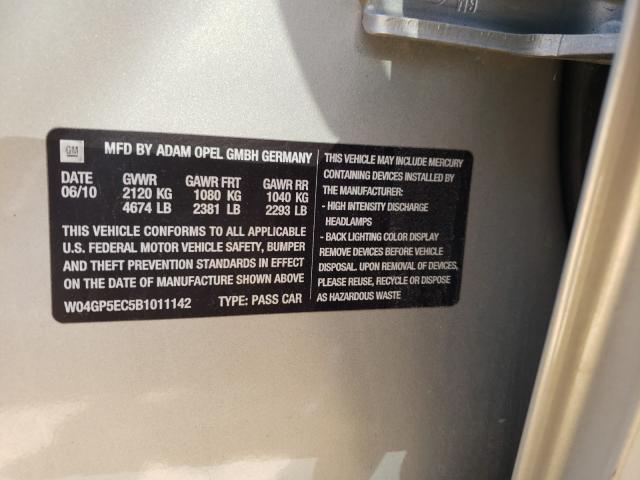 GM
MFD BY ADAM OPEL GMBH GERMANY
DATE GVWR GAWR FRT GAWR RR
06/10 2120 KG 1080 KG 1040 KG
4674 LB 2381 LB 2293 LB
THIS VEHICLE CONFORMS TO ALL APPLICABLE
U.S. FEDERAL MOTOR VEHICLE SAFETY, BUMPER
AND THEFT PREVENTION STANDARDS IN EFFECT
ON THE DATE OF MANUFACTURE SHOWN ABOVE
W04GP5EC5B1011142 TYPE: PASS CAR
THIS VEHICLE MAY INCLUDE MERCURY
CONTAINING DEVICES INSTALLED BY
THE MANUFACTURER:
- HIGH INTENSITY DISCHARGE
HEADLAMPS
- BACK LIGHTING COLOR DISPLAY
REMOVE DEVICES BEFORE VEHICLE
DISPOSAL. UPON REMOVAL OF DEVICES,
PLEASE REUSE, RECYCLE OR DISPOSE
AS HAZARDOUS WASTE